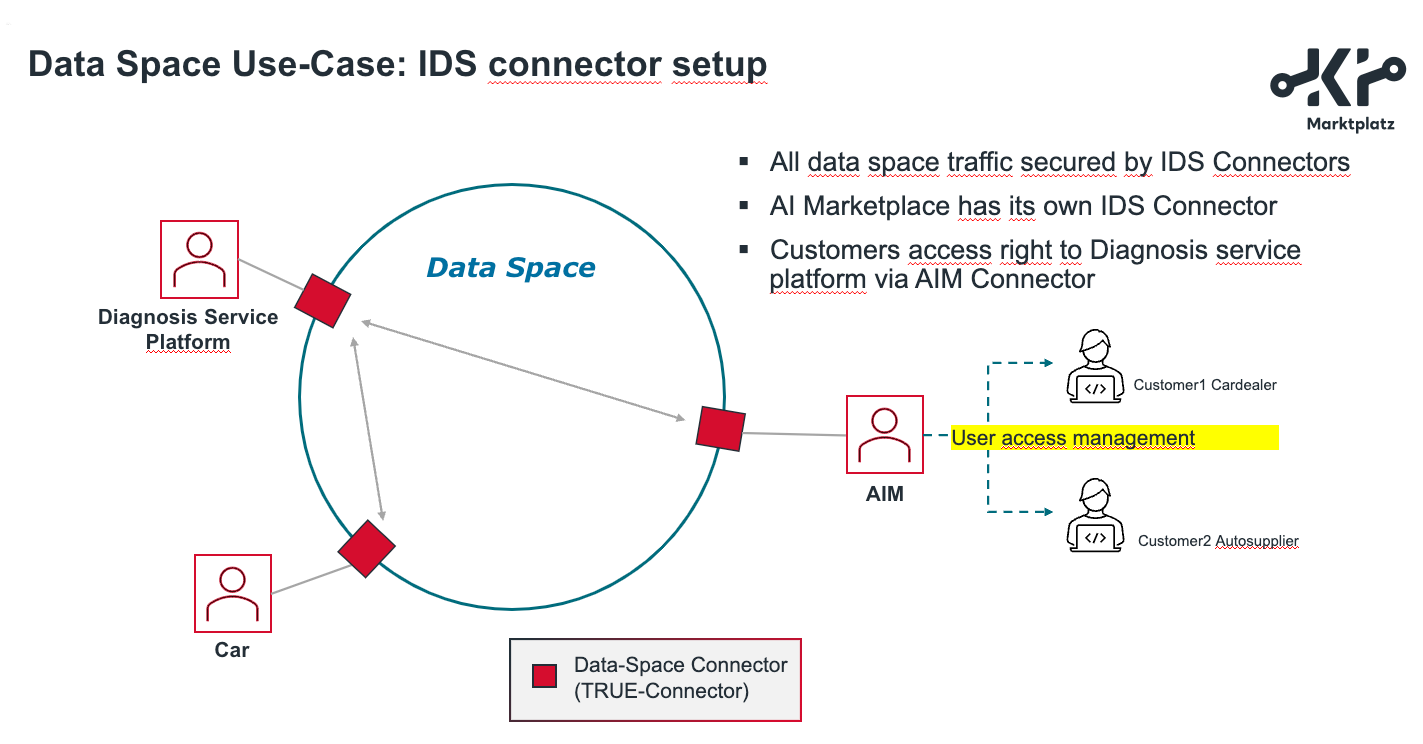 Data Space Use-Case: IDS connector setup
KI
Marktplatz
▪ All data space traffic secured by IDS Connectors
▪ AI Marketplace has its own IDS Connector
▪ Customers access right to Diagnosis service
platform via AIM Connector
Data Space
Diagnosis Service
Platform
Customer1 Cardealer
</>
User access management
AIM
Customer2 Autosupplier
</>
Car
Data-Space Connector
(TRUE-Connector)